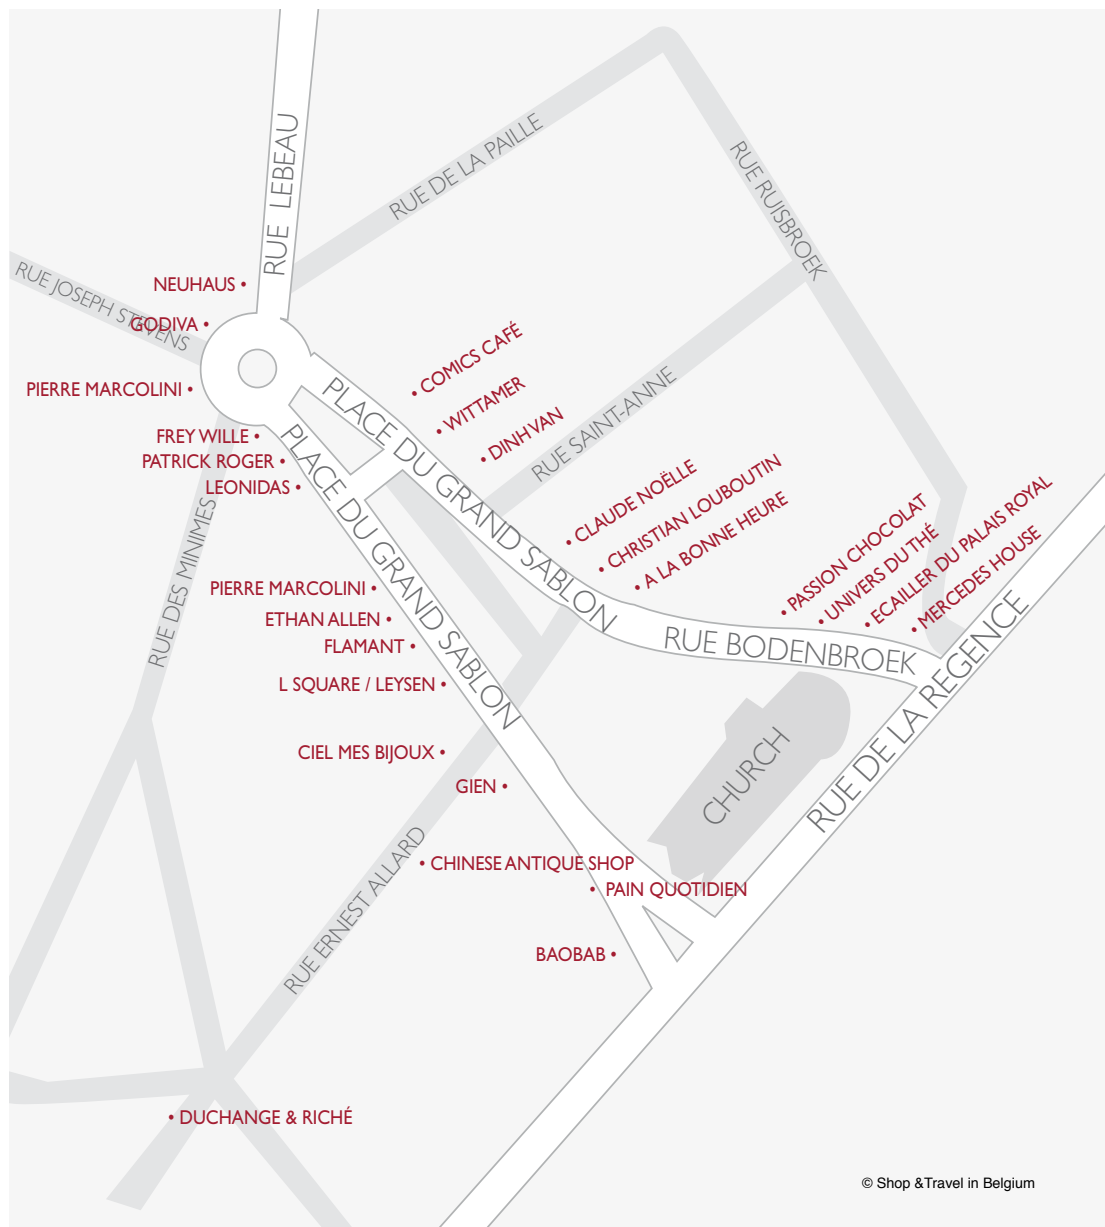 RUE LEBEAU
RUE DE LA PAILLE
RUE RUISBROEK
RUE JOSEPH STEVENS
NEUHAUS •
GODIVA •
PIERRE MARCOLINI •
FREY WILLE •
PATRICK ROGER •
LEONIDAS •
• COMICS CAFÉ
• WITTAMER
• DINH VAN
PLACE DU GRAND SABLON
RUE SAINT-ANNE
• CLAUDE NOËLLE
• CHRISTIAN LOUBOUTIN
• A LA BONNE HEURE
• PASSION CHOCOLAT
• UNIVERS DU THÉ
• ECAILLER DU PALAIS ROYAL
• MERCEDES HOUSE
PLACE DU GRAND SABLON
RUE DES MINIMES
PIERRE MARCOLINI •
ETHAN ALLEN •
FLAMANT •
L SQUARE / LEYSEN •
RUE BODENBROEK
RUE DE LA RÉGENCE
CHURCH
CIEL MES BIJOUX •
GIEN •
RUE ERNEST ALLARD
• CHINESE ANTIQUE SHOP
• PAIN QUOTIDIEN
BAOBAB •
• DUCHANGE & RICHÉ
© Shop &Travel in Belgium